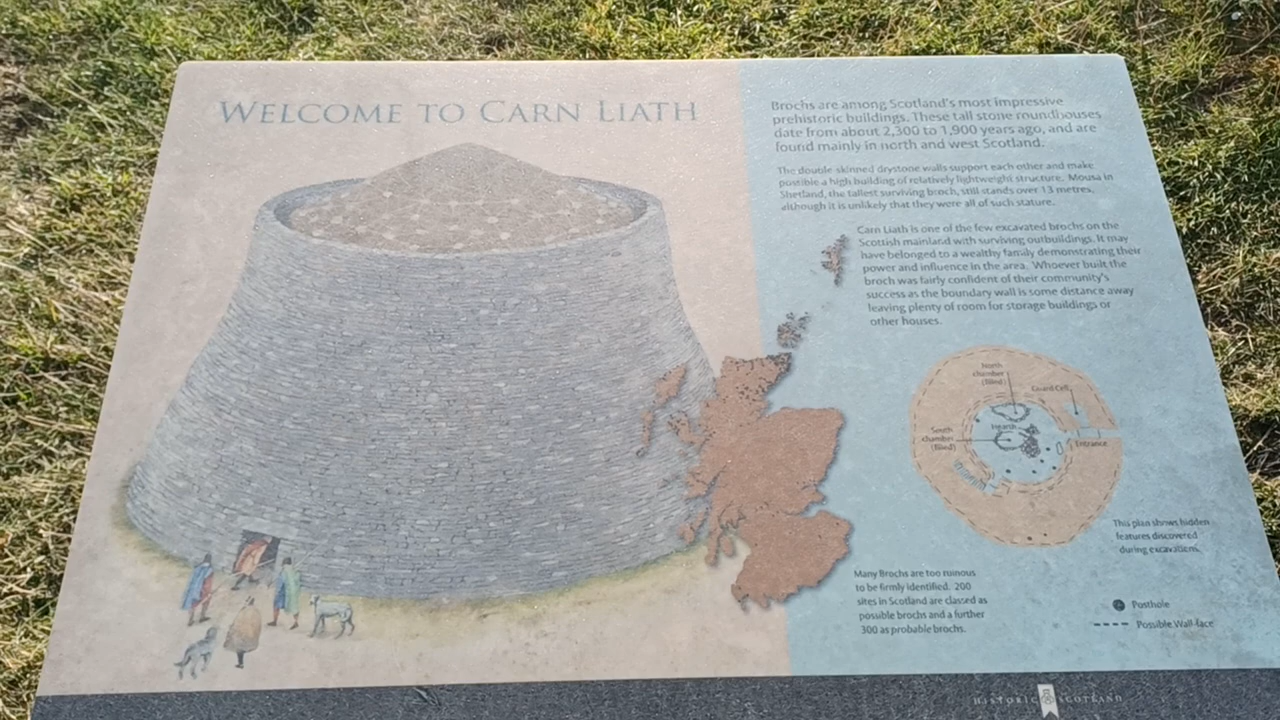 WELCOME TO CARN LIATH
Brochs are among Scotland's most impressive
prehistoric buildings. These tall stone roundhouses
date from about 2,300 to 1,900 years ago, and are
found mainly in north and west Scotland.
The double skinned drystone walls support each other and make
possible a high building of relatively lightweight structure. Mousa in
Shetland, the tallest surviving broch, still stands over 13 metres,
although it is unlikely that they were all of such stature.
Carn Liath is one of the few excavated brochs on the
Scottish mainland with surviving outbuildings. It may
have belonged to a wealthy family demonstrating their
power and influence in the area. Whoever built the
broch was fairly confident of their community's
success as the boundary wall is some distance away
leaving plenty of room for storage buildings or
other houses.
North
chamber
(filled)
Guard Cell
South
chamber
(filled)
Hearth
Entrance
This plan shows hidden
features discovered
during excavations.
Many Brochs are too ruinous
to be firmly identified. 200
sites in Scotland are classed as
possible brochs and a further
300 as probable brochs.
Posthole
Possible Wall-face
HISTORIC SCOTLAND